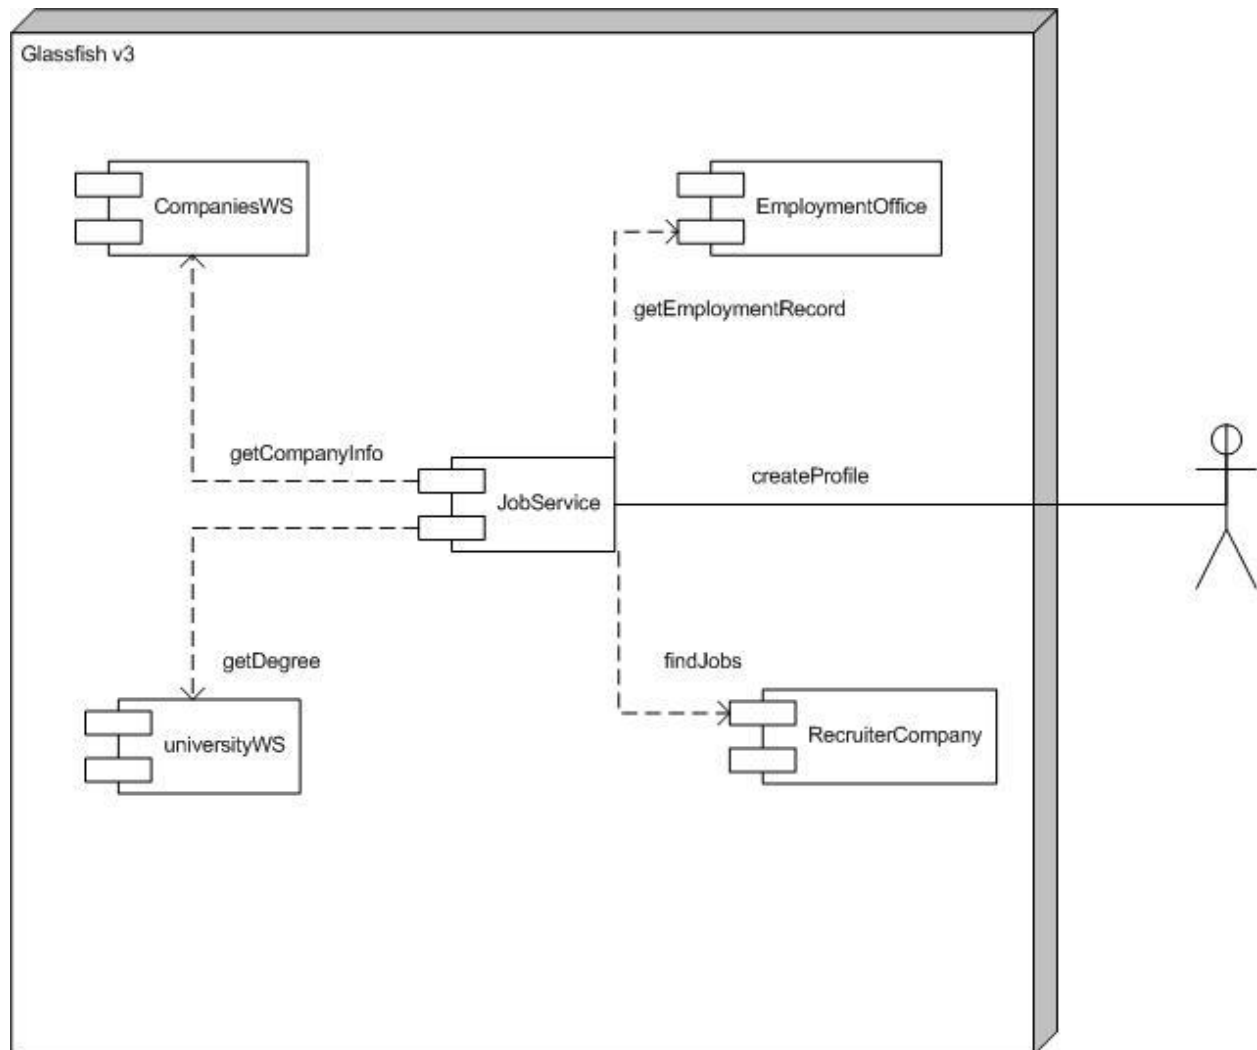 Glassfish v3
CompaniesWS
EmploymentOffice
getEmploymentRecord
getCompanyInfo
JobService
createProfile
getDegree
findJobs
universityWS
RecruiterCompany